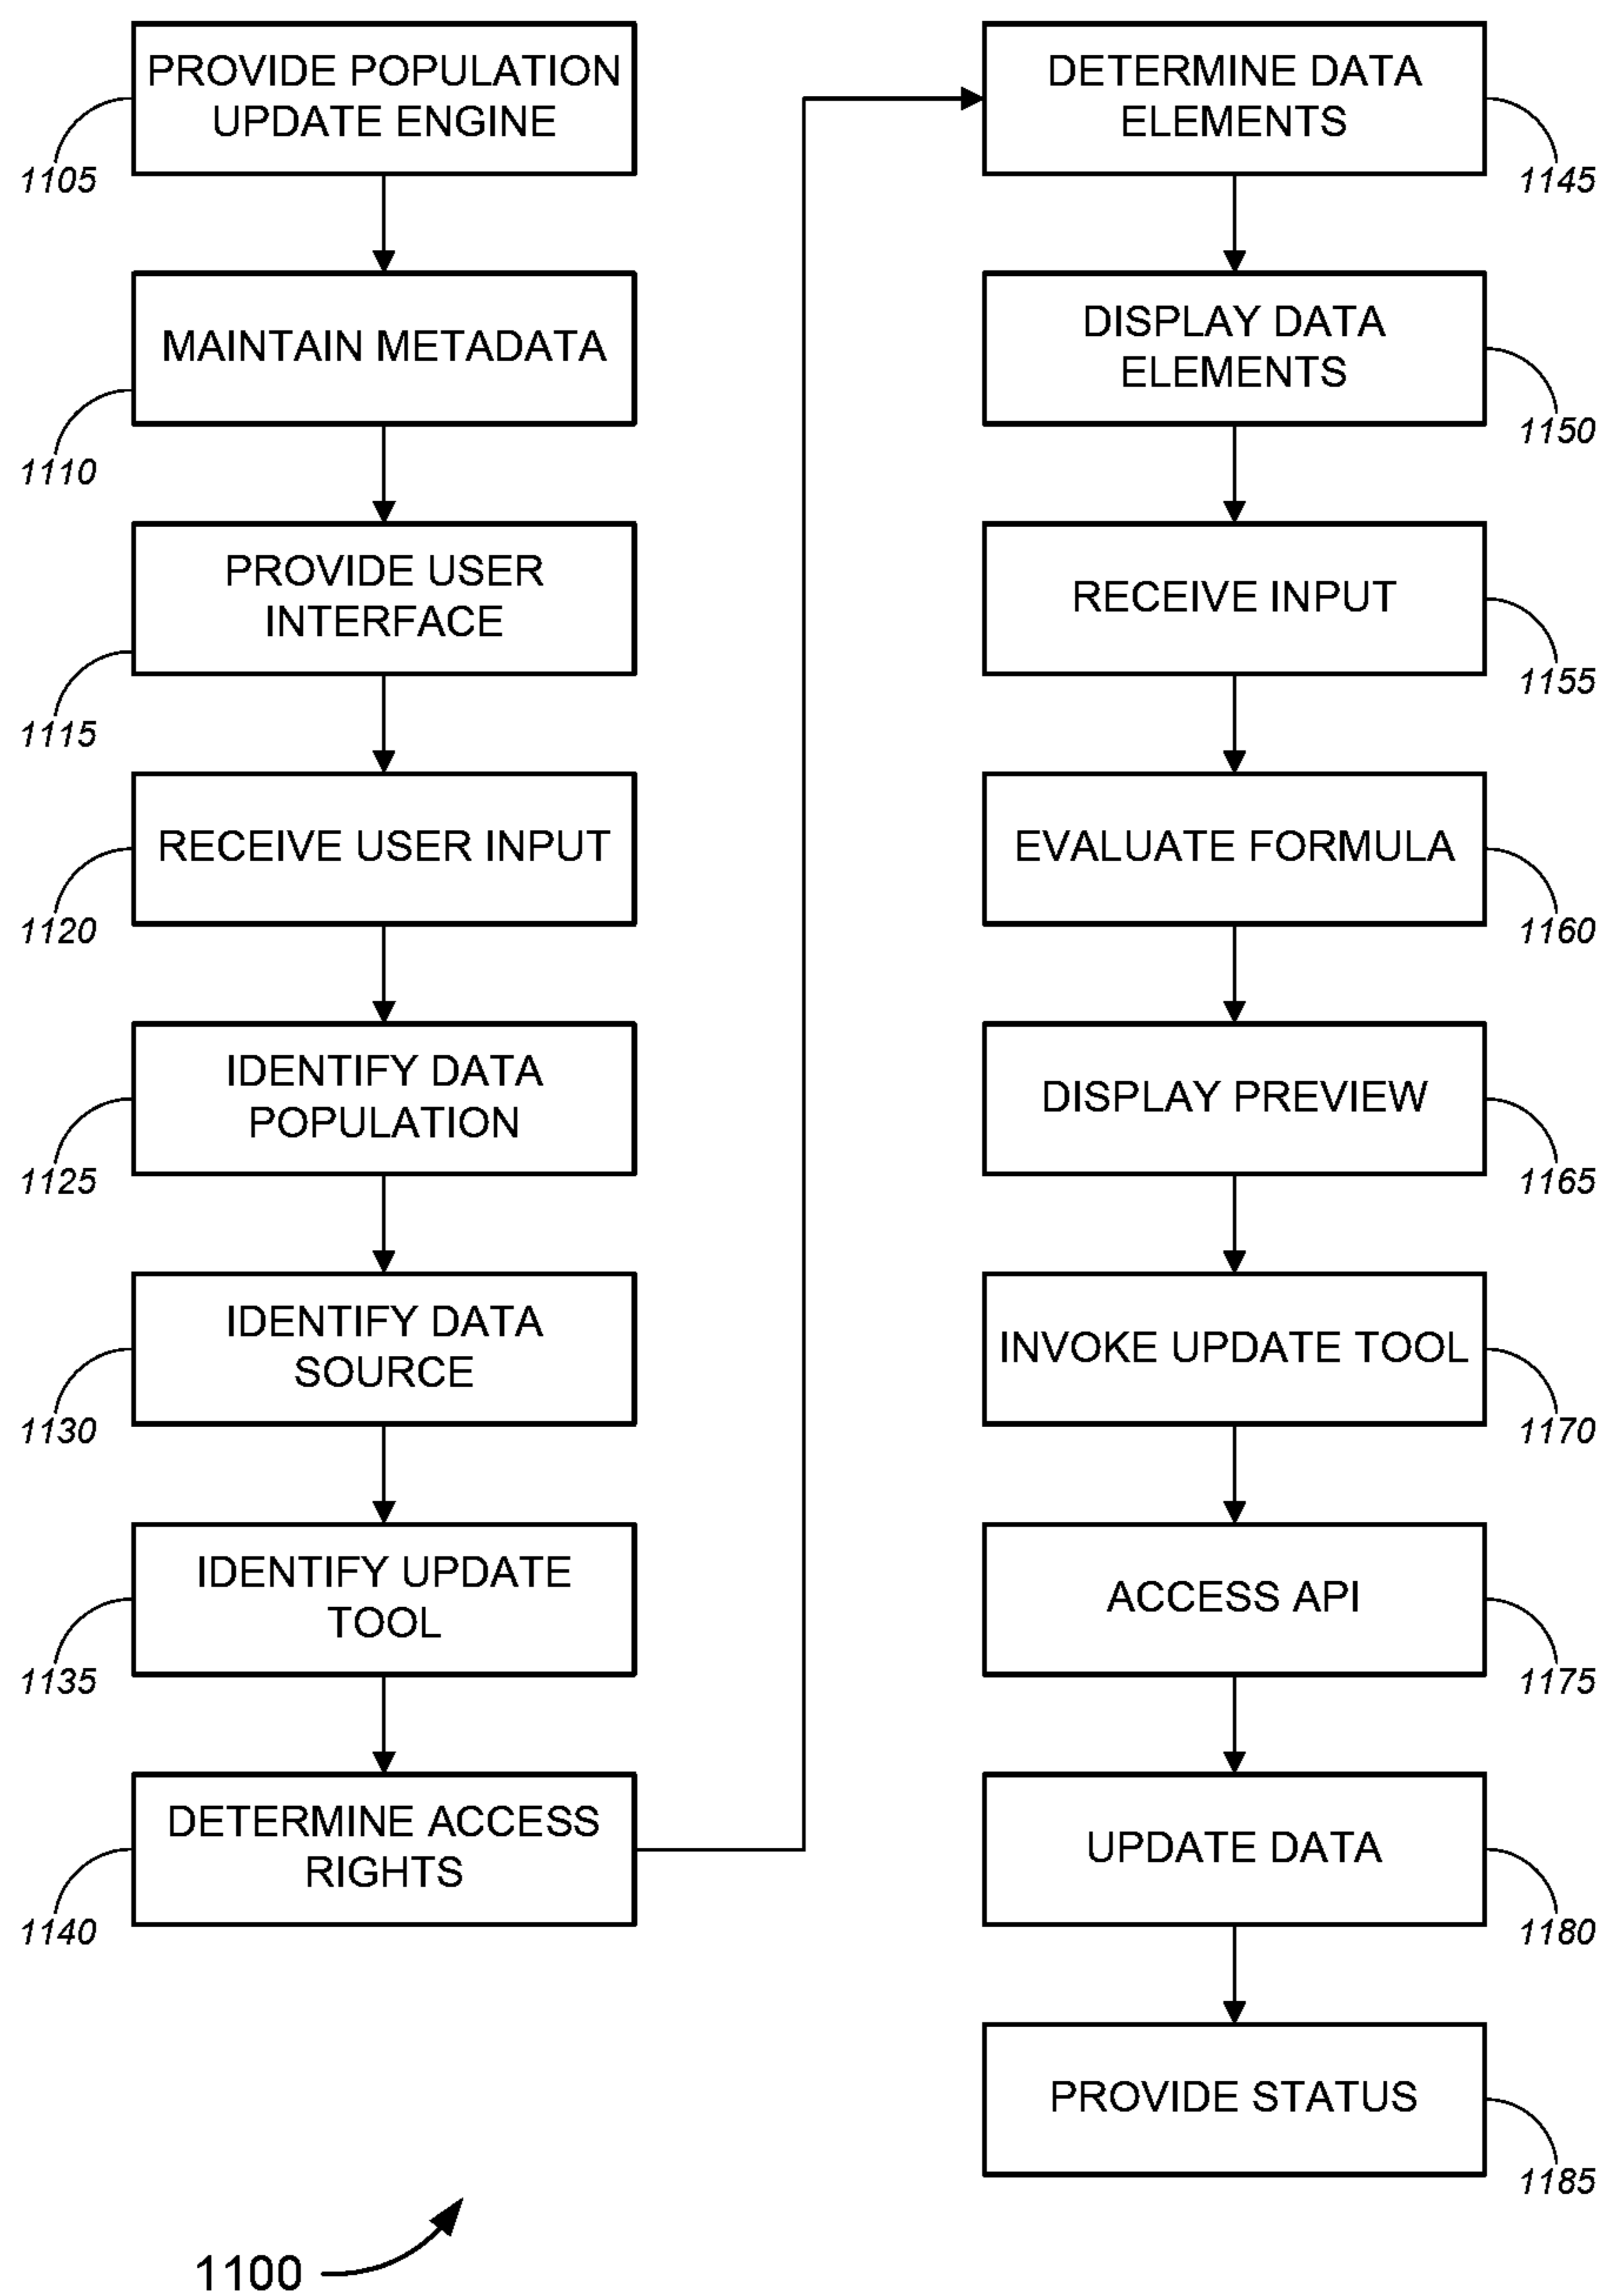 PROVIDE POPULATION
UPDATE ENGINE
1105
MAINTAIN METADATA
1110
PROVIDE USER
INTERFACE
1115
RECEIVE USER INPUT
1120
IDENTIFY DATA
POPULATION
1125
IDENTIFY DATA
SOURCE
1130
IDENTIFY UPDATE
TOOL
1135
DETERMINE ACCESS
RIGHTS
1140
DETERMINE DATA
ELEMENTS
1145
DISPLAY DATA
ELEMENTS
1150
RECEIVE INPUT
1155
EVALUATE FORMULA
1160
DISPLAY PREVIEW
1165
INVOKE UPDATE TOOL
1170
ACCESS API
1175
UPDATE DATA
1180
PROVIDE STATUS
1185
1100